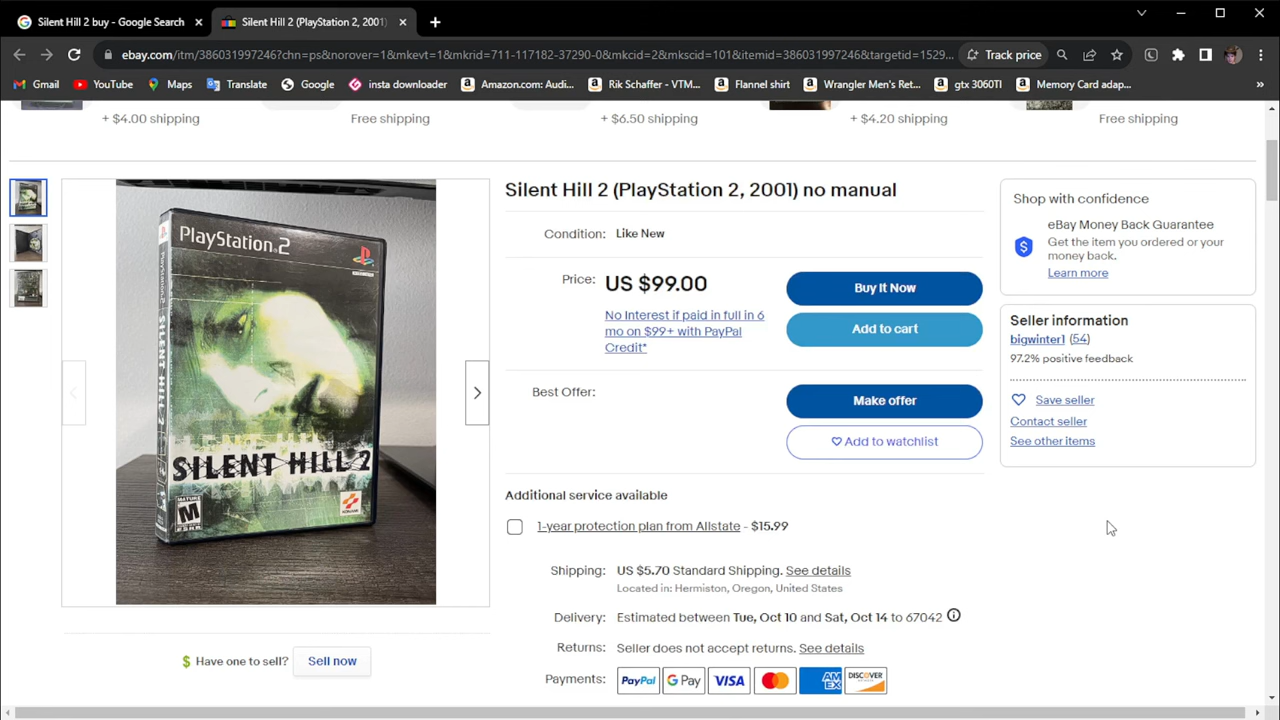 Silent Hill 2 buy - Google Search
Silent Hill 2 (PlayStation 2, 2001)
ebay.com/itm/386031997246?chn=ps&norover=1&mkevt=1&mkrid=711-117182-37290-0&mkcid=2&mkscid=101&itemid=386031997246&targetid=1529...
Track price
Gmail
YouTube
Maps
Translate
Google
insta downloader
Amazon.com: Audi...
Rik Schaffer – VTM...
Flannel shirt
Wrangler Men's Ret...
gtx 3060TI
Memory Card adap...
»
+ $4.00 shipping
Free shipping
+ $6.50 shipping
+ $4.20 shipping
Free shipping
PlayStation 2
SILENT HILL 2
SILENT HILL 2
MATURE
M
ESRB
KONAMI
Silent Hill 2 (PlayStation 2, 2001) no manual
Condition: Like New
Price: US $99.00
No Interest if paid in full in 6
mo on $99+ with PayPal
Credit*
Buy It Now
Add to cart
Best Offer:
Make offer
Add to watchlist
Additional service available
1-year protection plan from Allstate - $15.99
Shipping: US $5.70 Standard Shipping. See details
Located in: Hermiston, Oregon, United States
Delivery: Estimated between Tue, Oct 10 and Sat, Oct 14 to 67042
Returns: Seller does not accept returns. See details
Payments: PayPal G Pay VISA AM EX DISCOVER
Shop with confidence
eBay Money Back Guarantee
Get the item you ordered or your
money back.
Learn more
Seller information
bigwinter1 (54)
97.2% positive feedback
Save seller
Contact seller
See other items
Have one to sell? Sell now